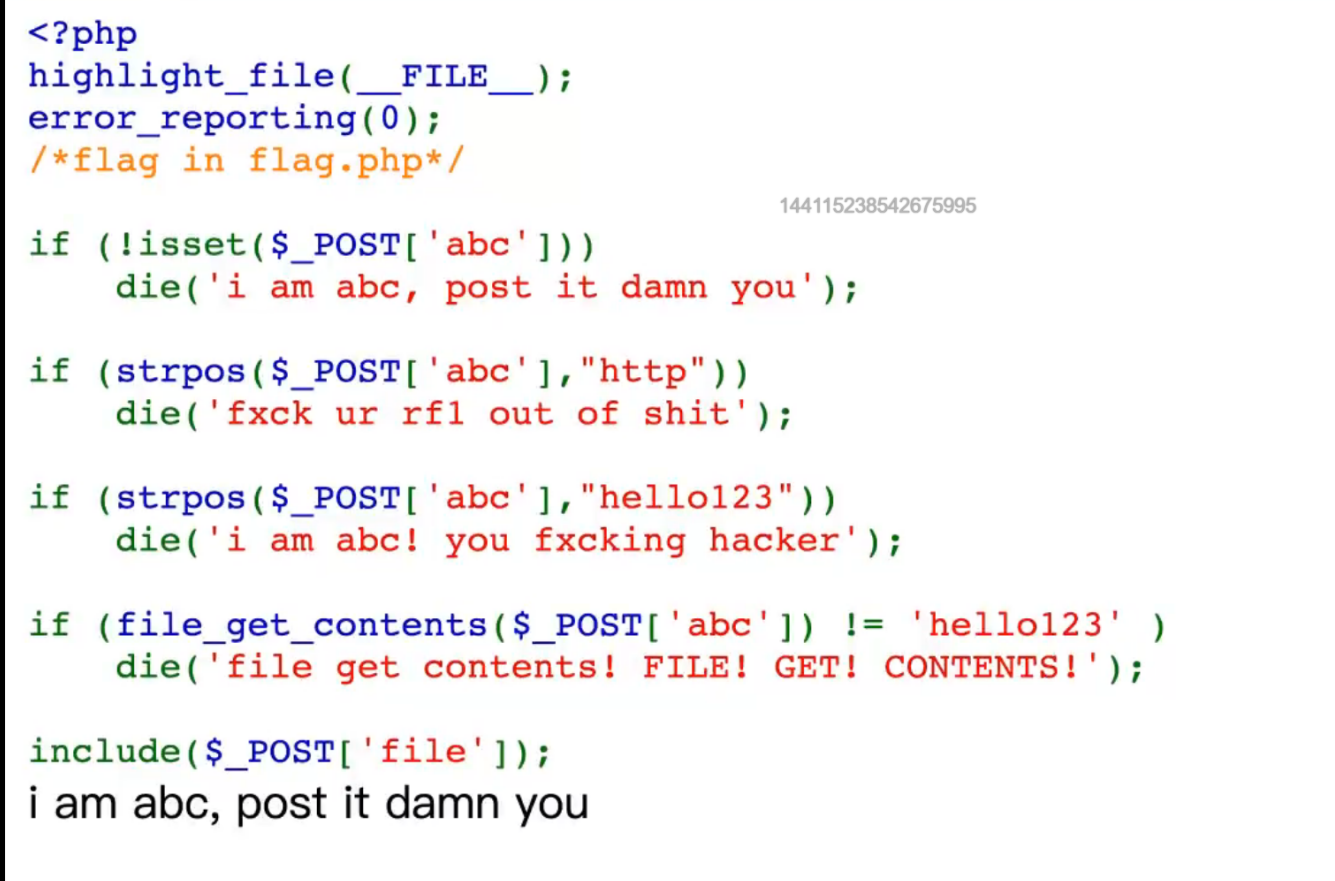 <?php
highlight_file(__FILE__);
error_reporting(0);
/*flag in flag.php*/
144115238542675995
if (!isset($_POST['abc']))
die('i am abc, post it damn you');
if (strpos($_POST['abc'],"http"))
die('fxck ur rf1 out of shit');
if (strpos($_POST['abc'],"hello123"))
die('i am abc! you fxcking hacker');
if (file_get_contents($_POST['abc']) != 'hello123' )
die('file get contents! FILE! GET! CONTENTS!');
include($_POST['file']);
i am abc, post it damn you